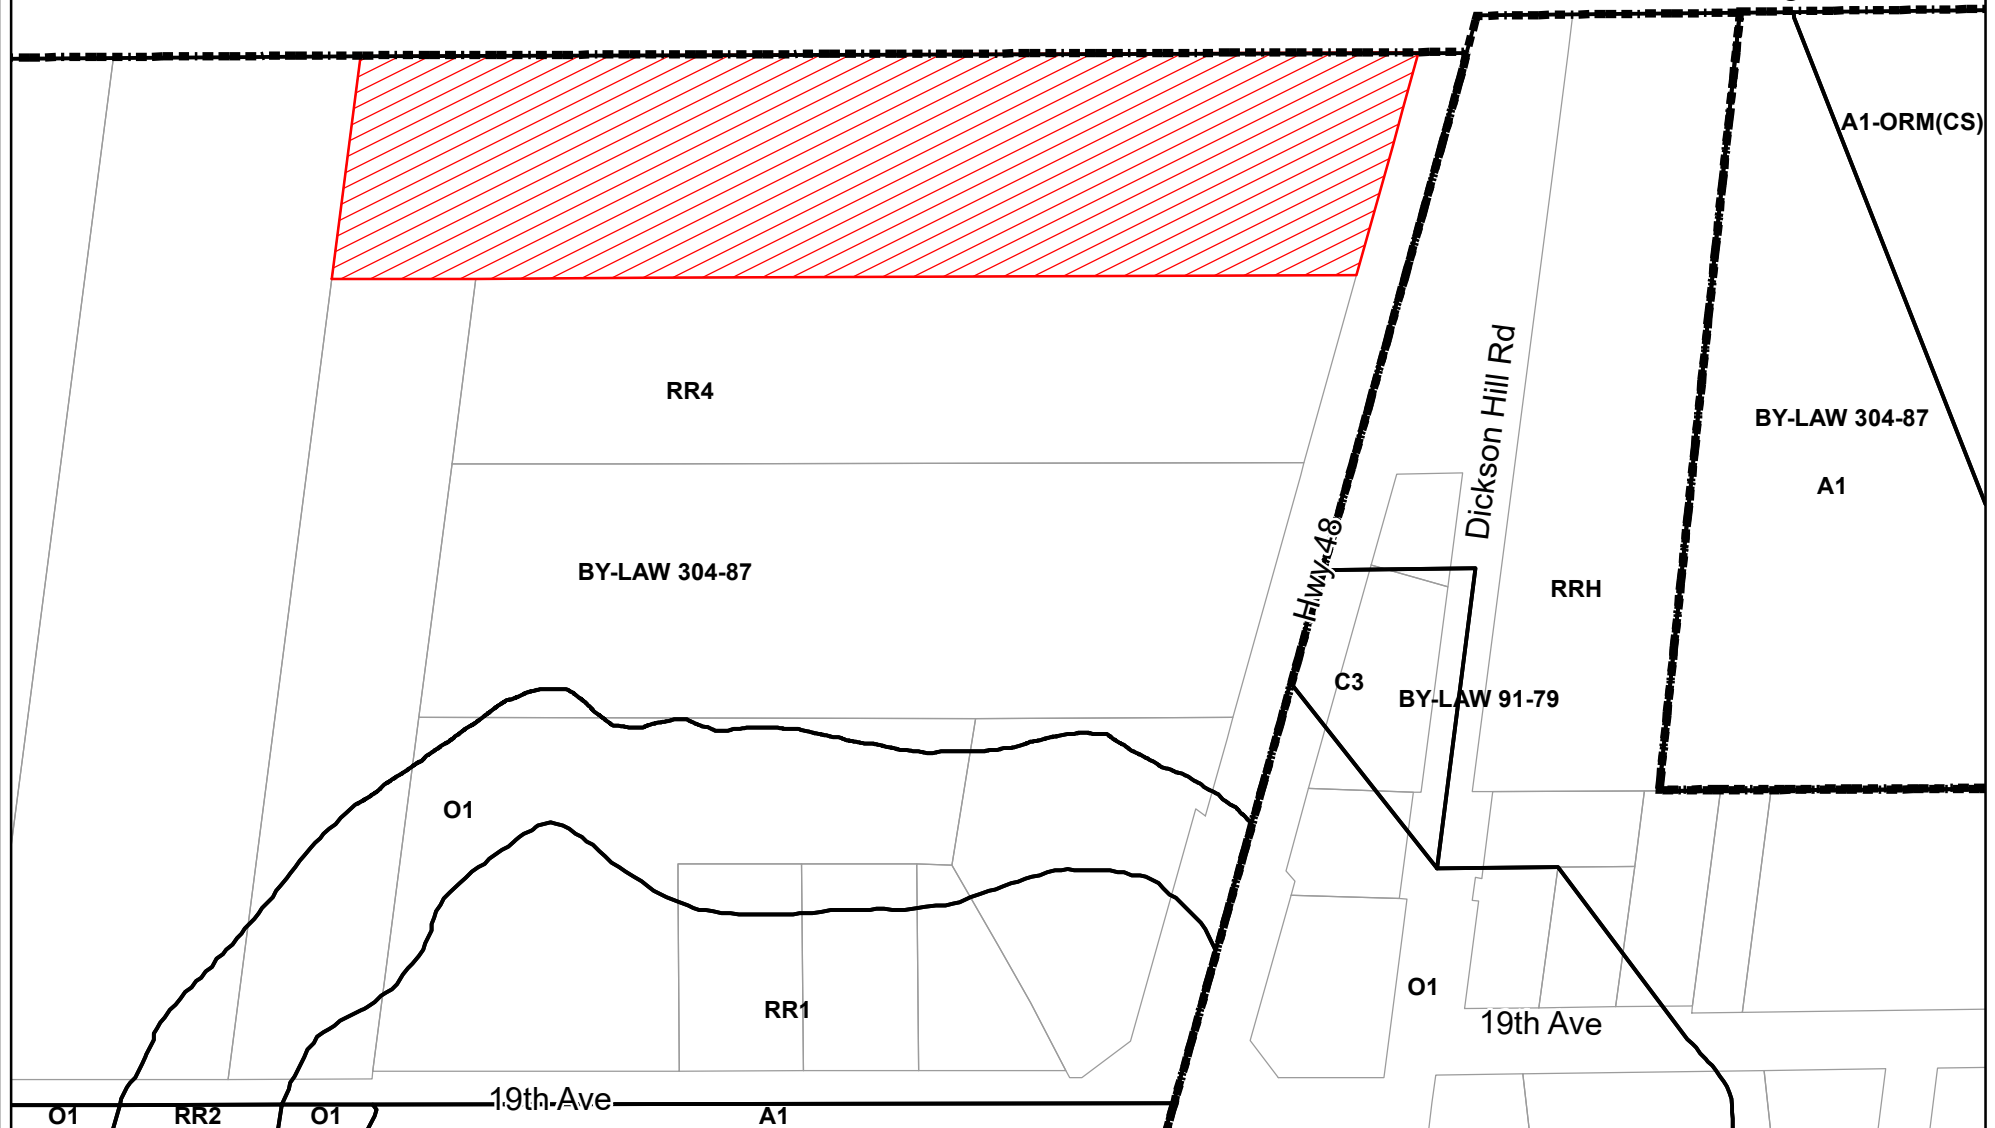 A1-ORM(CS)
RR4
Dickson Hill Rd
BY-LAW 304-87
A1
BY-LAW 304-87
Hwy 48
RRH
C3
BY-LAW 91-79
O1
O1
RR1
19th Ave
19th Ave
O1
RR2
O1
A1